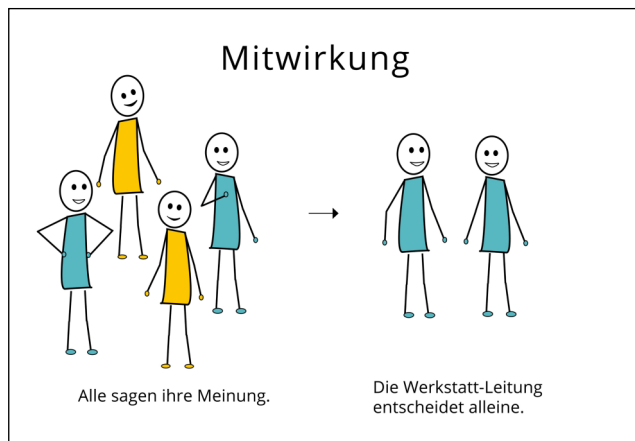 Mitwirkung
Alle sagen ihre Meinung.
Die Werkstatt-Leitung
entscheidet alleine.